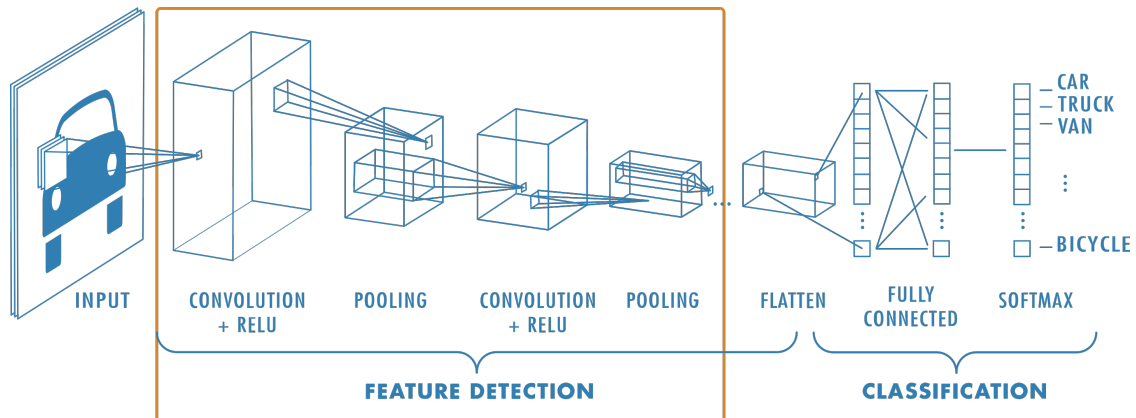 CAR
TRUCK
VAN
BICYCLE
INPUT
CONVOLUTION
+ RELU
POOLING
CONVOLUTION
+ RELU
POOLING
FLATTEN
FULLY
CONNECTED
SOFTMAX
FEATURE DETECTION
CLASSIFICATION